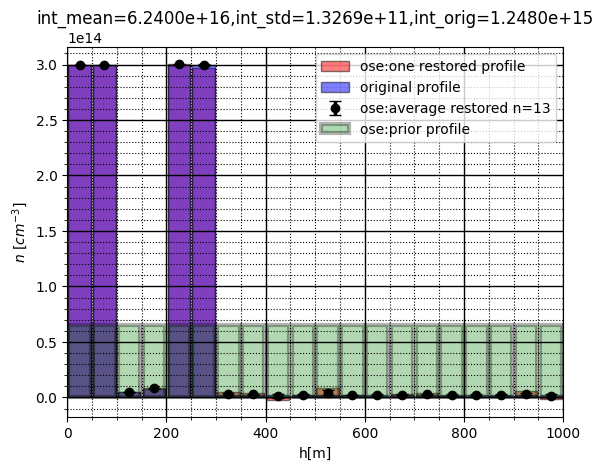 int_mean=6.2400e+16,int_std=1.3269e+11,int_orig=1.2480e+15
1e14
3.0
2.5
2.0
1.5
1.0
0.5
0.0
n [cm⁻³]
ose:one restored profile
original profile
ose:average restored n=13
ose:prior profile
0 200 400 600 800 1000
h[m]